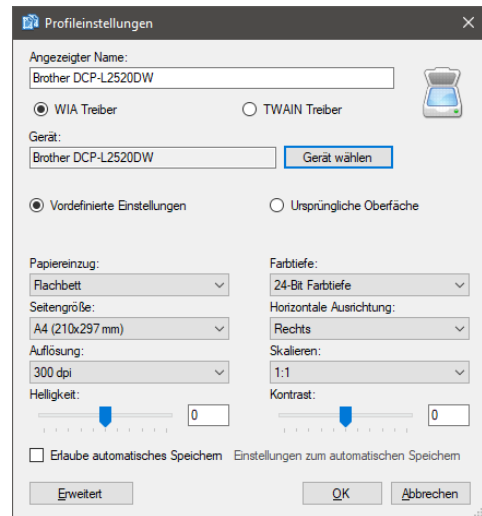 Profileinstellungen
Angezeigter Name:
Brother DCP-L2520DW
WIA Treiber
TWAIN Treiber
Gerät:
Brother DCP-L2520DW
Gerät wählen
Vordefinierte Einstellungen
Ursprüngliche Oberfäche
Papiereinzug:
Farbtiefe:
Flachbett
24-Bit Farbtiefe
Seitengröße:
Horizontale Ausrichtung:
A4 (210x297 mm)
Rechts
Auflösung:
Skalieren:
300 dpi
1:1
Helligkeit:
Kontrast:
0
0
Erlaube automatisches Speichern
Einstellungen zum automatischen Speichern
Erweitert
OK
Abbrechen